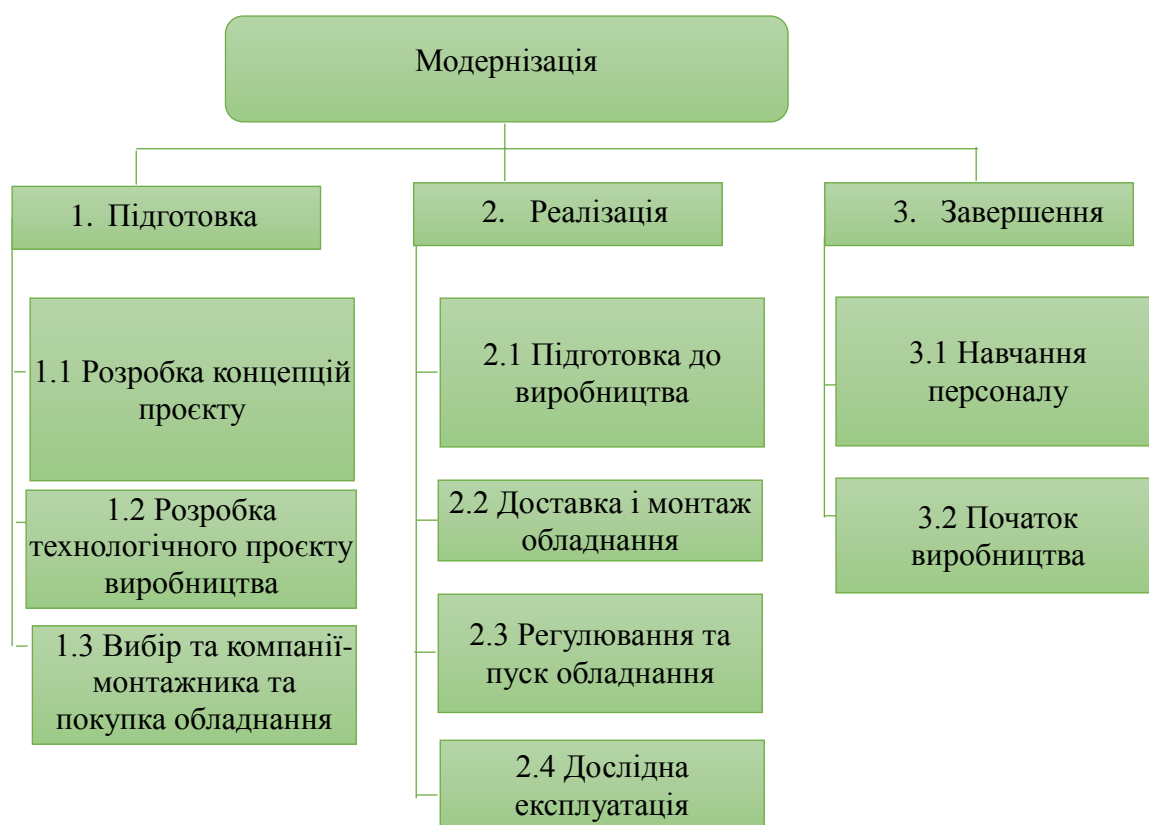 Модернізація
1. Підготовка
2. Реалізація
3. Завершення
1.1 Розробка концепцій
проєкту
1.2 Розробка
технологічного проєкту
виробництва
1.3 Вибір та компанії-
монтажника та
покупка обладнання
2.1 Підготовка до
виробництва
2.2 Доставка і монтаж
обладнання
2.3 Регулювання та
пуск обладнання
2.4 Дослідна
експлуатація
3.1 Навчання
персоналу
3.2 Початок
виробництва